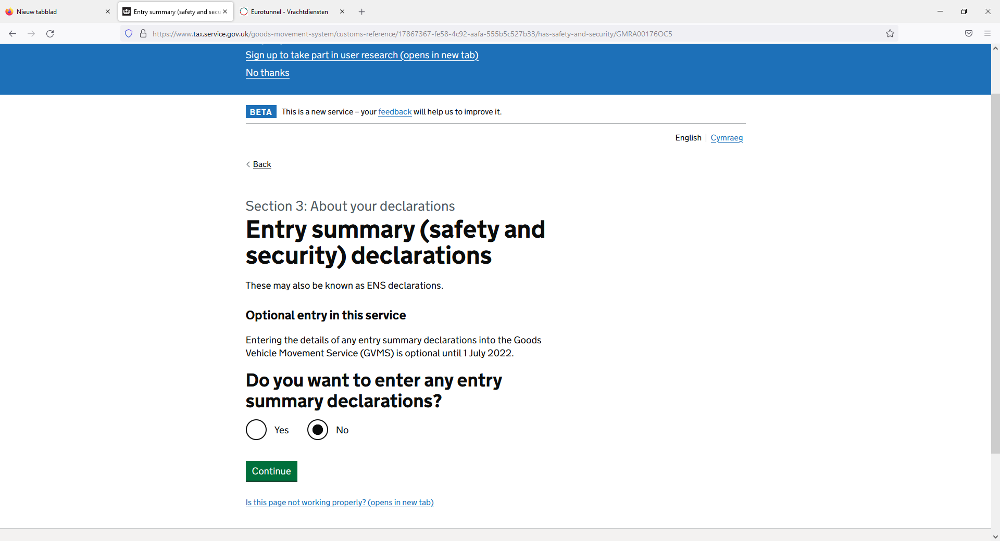 Nieuw tabblad
Entry summary (safety and secu
Eurotunnel - Vrachtdiensten
https://www.tax.service.gov.uk/goods-movement-system/customs-reference/17867367-fe58-4c92-aafa-555b5c527b33/has-safety-and-security/GMRA00176OC5
Sign up to take part in user research (opens in new tab)
No thanks
BETA This is a new service – your feedback will help us to improve it.
English | Cymraeg
Back
Section 3: About your declarations
Entry summary (safety and
security) declarations
These may also be known as ENS declarations.
Optional entry in this service
Entering the details of any entry summary declarations into the Goods
Vehicle Movement Service (GVMS) is optional until 1 July 2022.
Do you want to enter any entry
summary declarations?
Yes No
Continue
Is this page not working properly? (opens in new tab)